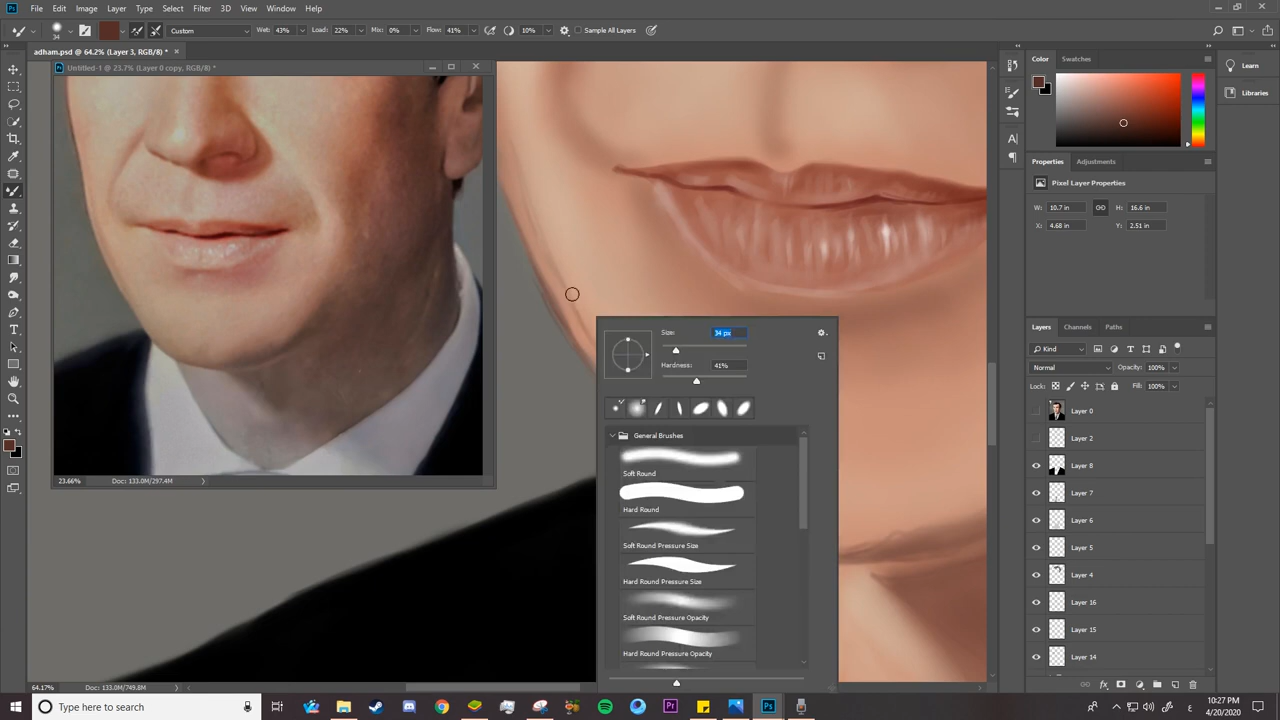 File Edit Image Layer Type Select Filter 3D View Window Help
34 Custom Wet: 43% Load: 22% Mix: 0% Flow: 41% 10% Sample All Layers
adham.psd @ 64.2% (Layer 3, RGB/8) *
Untitled-1 @ 23.7% (Layer 0 copy, RGB/8) *
23.66% Doc: 133.0M/297.4M
Size: 34 px
Hardness: 41%
General Brushes
Soft Round
Hard Round
Soft Round Pressure Size
Hard Round Pressure Size
Soft Round Pressure Opacity
Hard Round Pressure Opacity
64.17% Doc: 133.0M/749.8M
Color Swatches
Learn
Libraries
Properties Adjustments
Pixel Layer Properties
W: 10.7 in H: 16.6 in
X: 4.68 in Y: 2.51 in
Layers Channels Paths
Kind
Normal Opacity: 100%
Lock: Fill: 100%
Layer 0
Layer 2
Layer 8
Layer 7
Layer 6
Layer 5
Layer 4
Layer 16
Layer 15
Layer 14
Type here to search
10:27 PM
4/20/2020